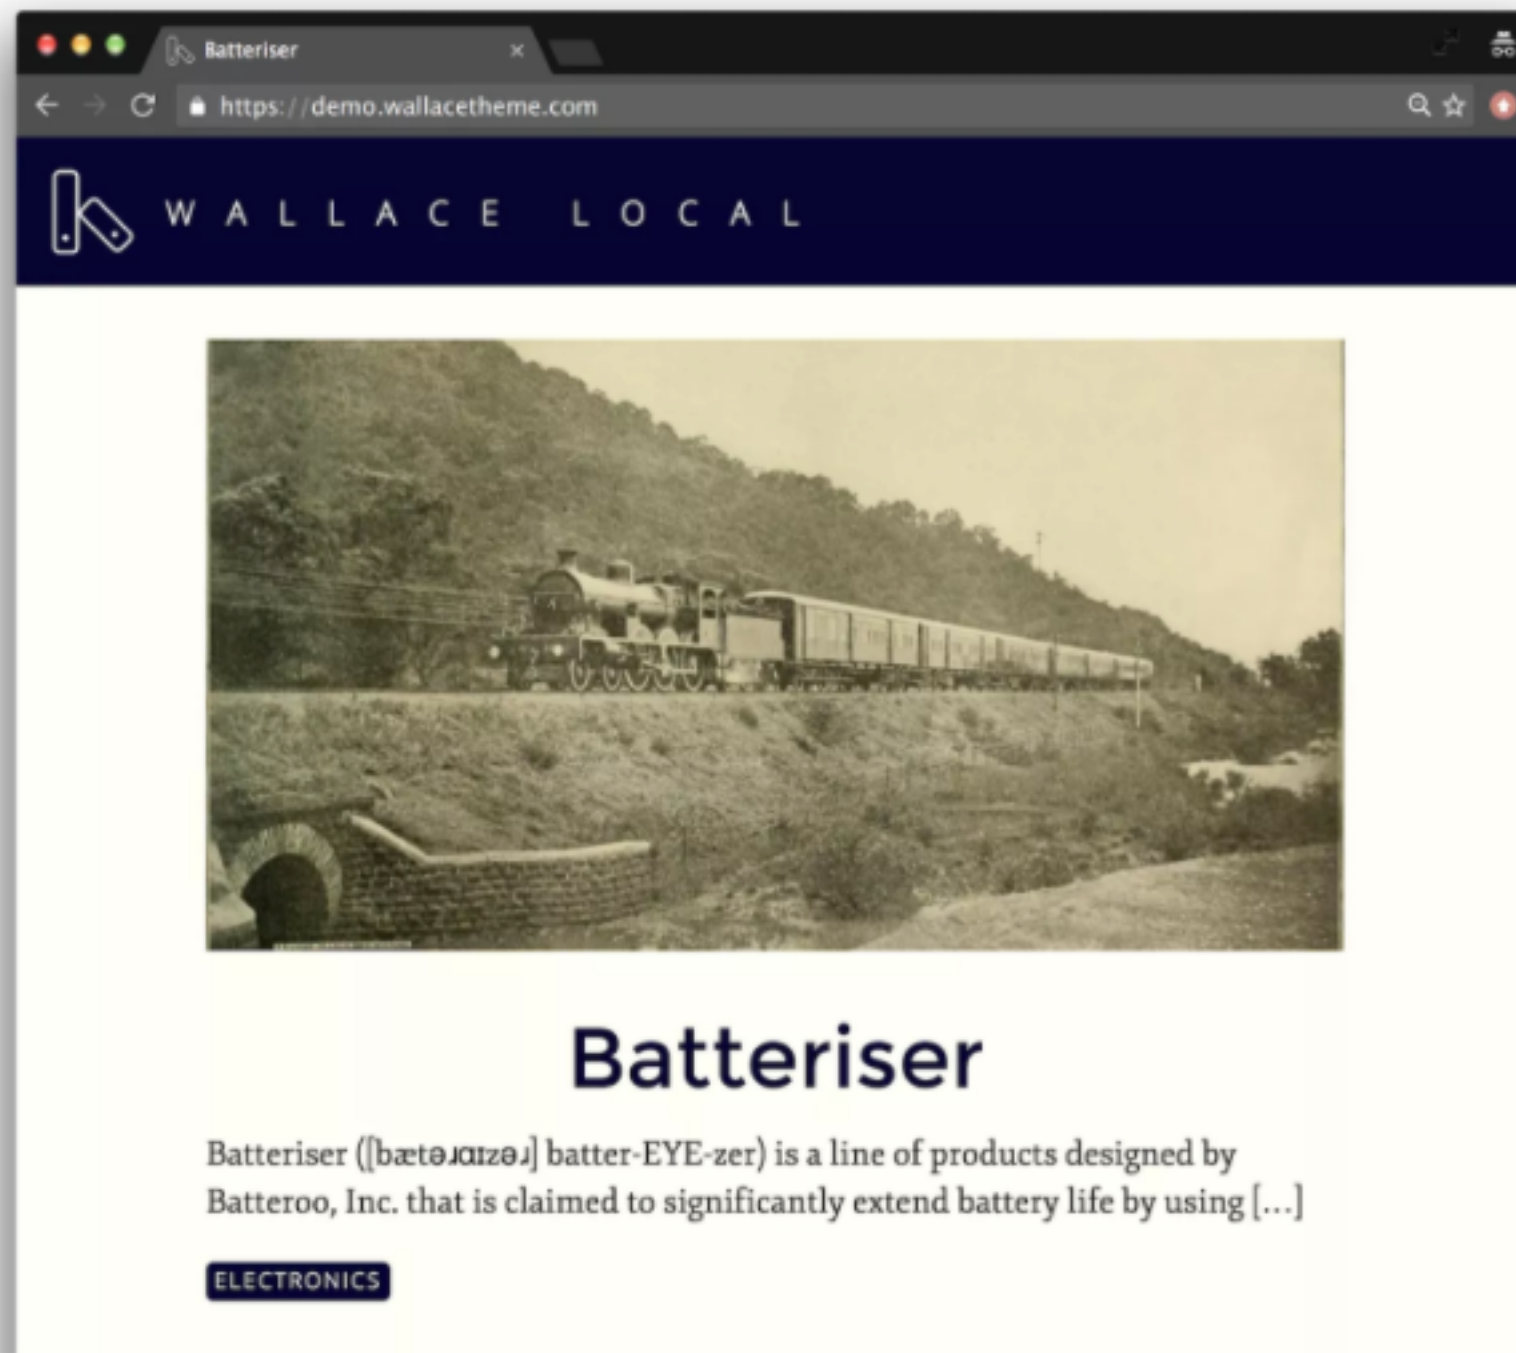 Batteriser
https://demo.wallacetheme.com
WALLACE LOCAL
Batteriser
Batteriser ([bætəɹaɪzəɹ] batter-EYE-zer) is a line of products designed by
Batteroo, Inc. that is claimed to significantly extend battery life by using [...]
ELECTRONICS